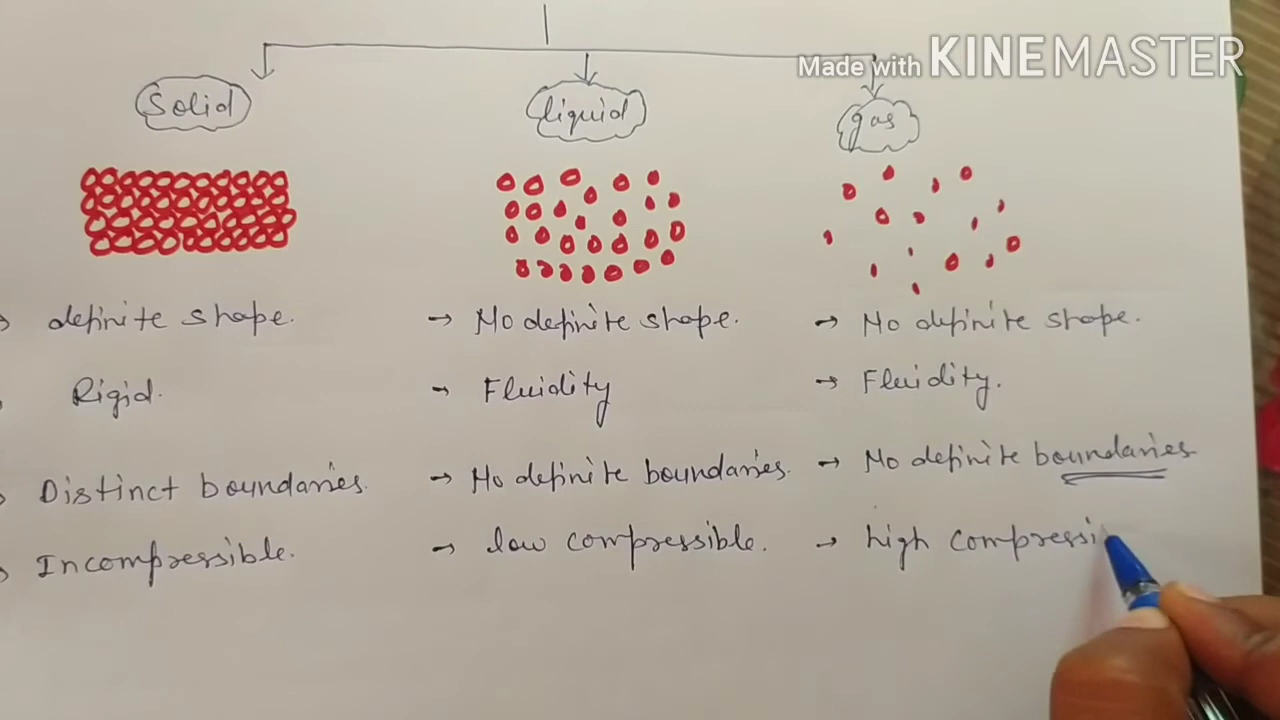 Made with KINEMASTER
Solid
liquid
gas
definite shape.
→ No definite shape.
→ No definite shape.
Rigid.
→ Fluidity
→ Fluidity.
Distinct boundaries.
→ No definite boundaries.
→ No definite boundaries
Incompressible.
→ low compressible.
→ high compressi